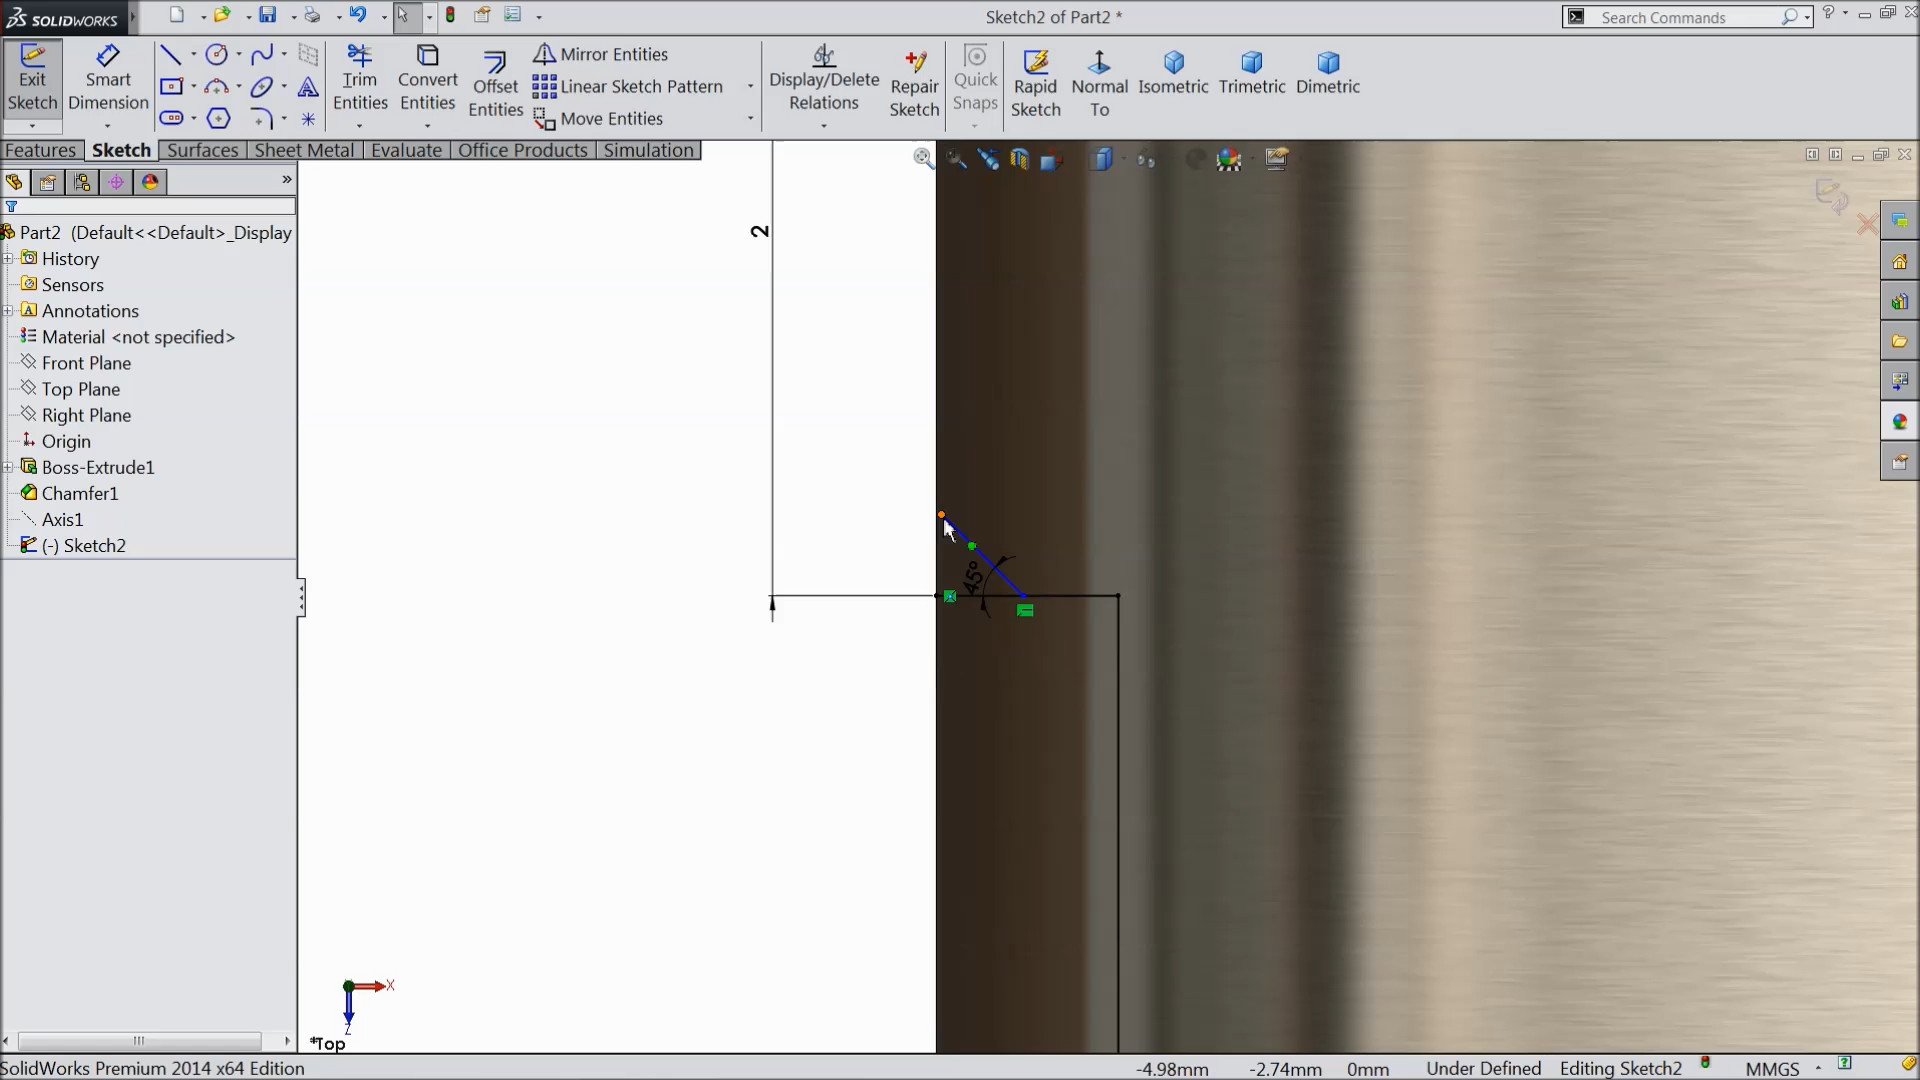 SOLIDWORKS
Sketch2 of Part2 *
Search Commands
Exit Sketch
Smart Dimension
Trim Entities
Convert Entities
Offset Entities
Mirror Entities
Linear Sketch Pattern
Move Entities
Display/Delete Relations
Repair Sketch
Quick Snaps
Rapid Sketch
Normal To
Isometric
Trimetric
Dimetric
Features
Sketch
Surfaces
Sheet Metal
Evaluate
Office Products
Simulation
Part2 (Default<<Default>_Display
History
Sensors
Annotations
Material <not specified>
Front Plane
Top Plane
Right Plane
Origin
Boss-Extrude1
Chamfer1
Axis1
(-) Sketch2
2
45°
X
Z
*Top
SolidWorks Premium 2014 x64 Edition
-4.98mm
-2.74mm
0mm
Under Defined
Editing Sketch2
MMGS